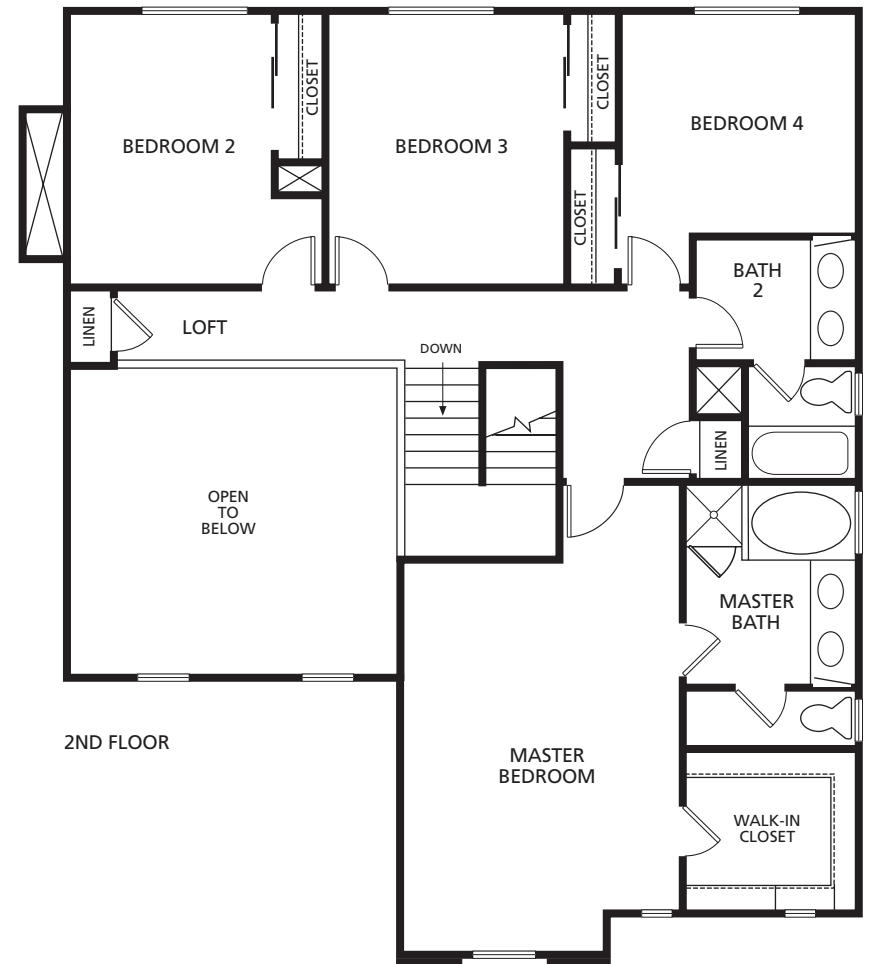 CLOSET
CLOSET
BEDROOM 4
BEDROOM 2
BEDROOM 3
CLOSET
BATH
2
LINEN
LOFT
DOWN
LINEN
OPEN
TO
BELOW
MASTER
BATH
2ND FLOOR
MASTER
BEDROOM
WALK-IN
CLOSET